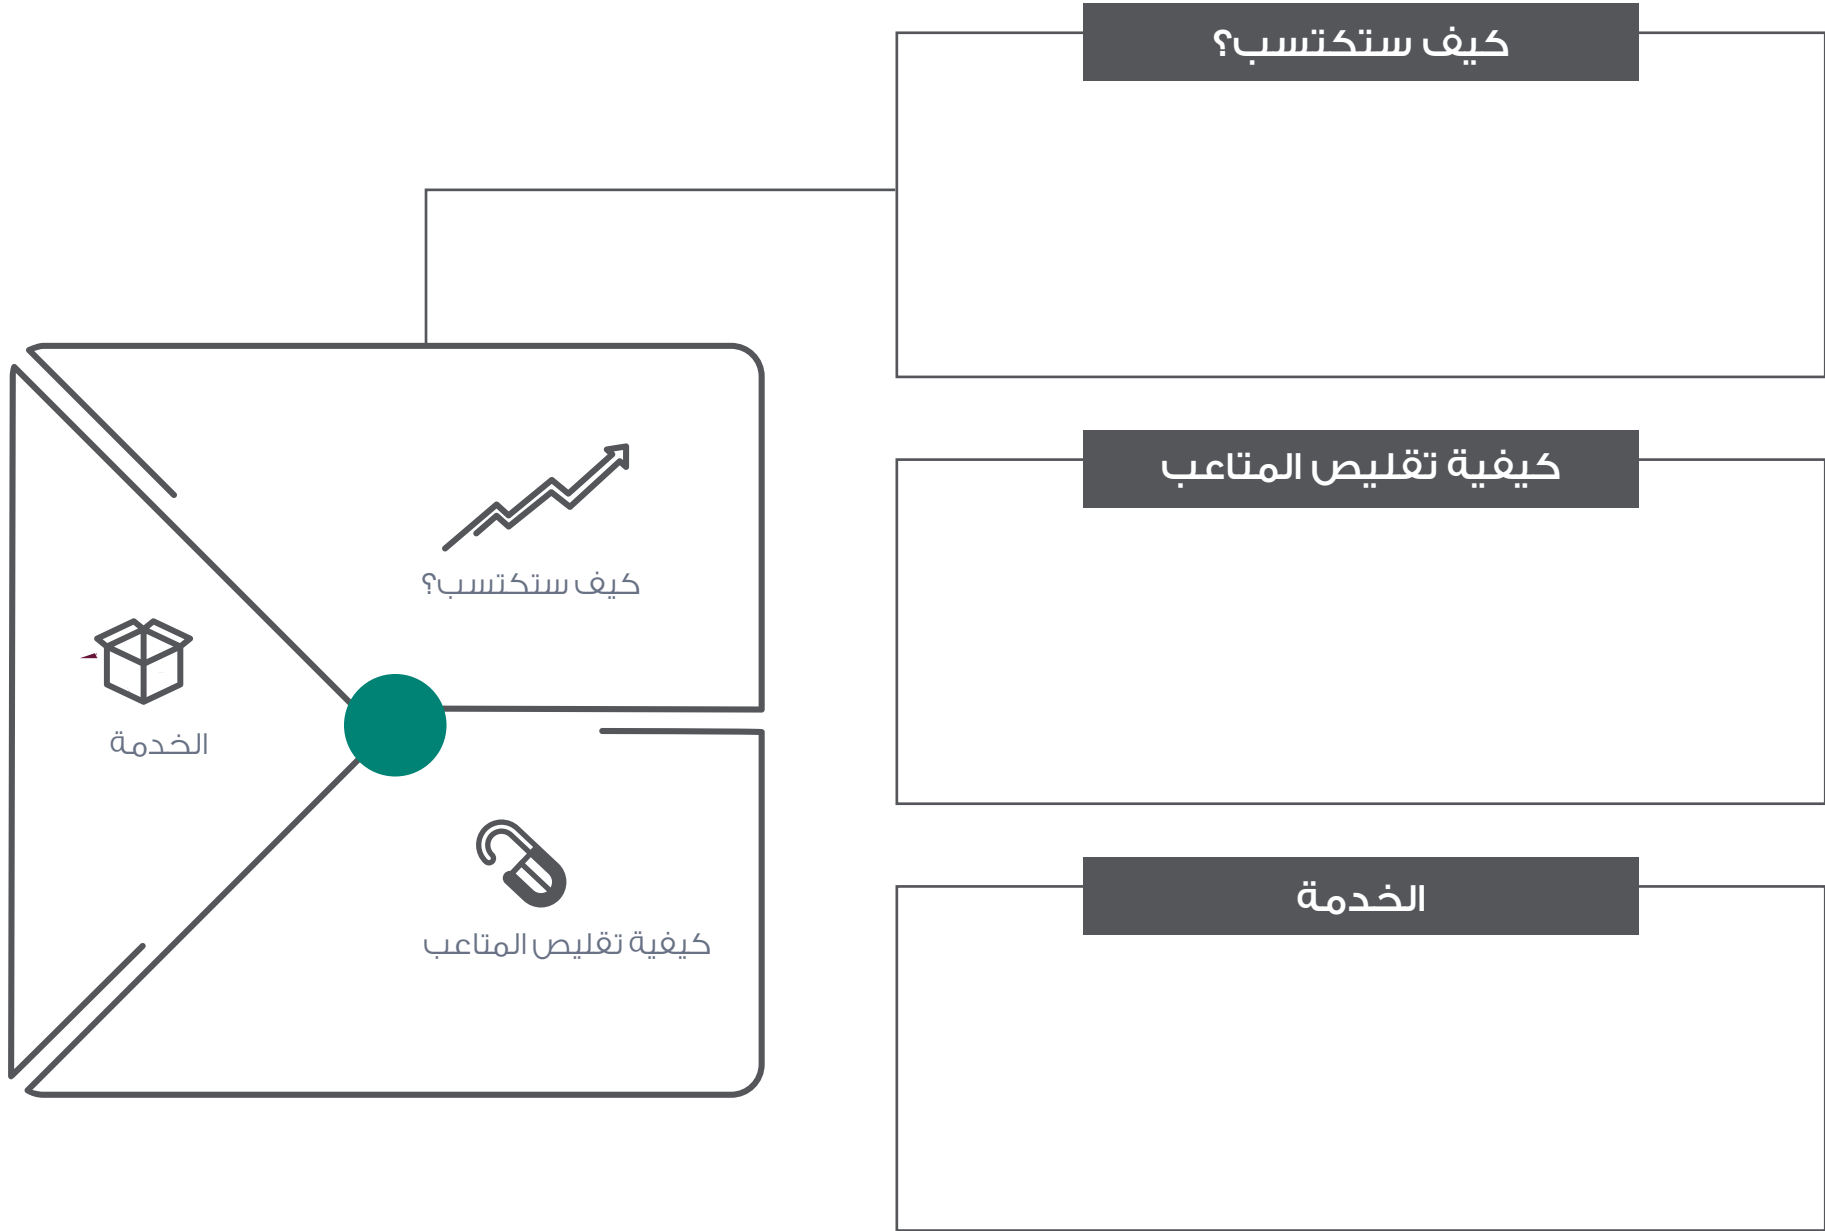 كيف ستكتسب؟
كيفية تقليص المتاعب
الخدمة
كيف ستكتسب؟
الخدمة
كيفية تقليص المتاعب